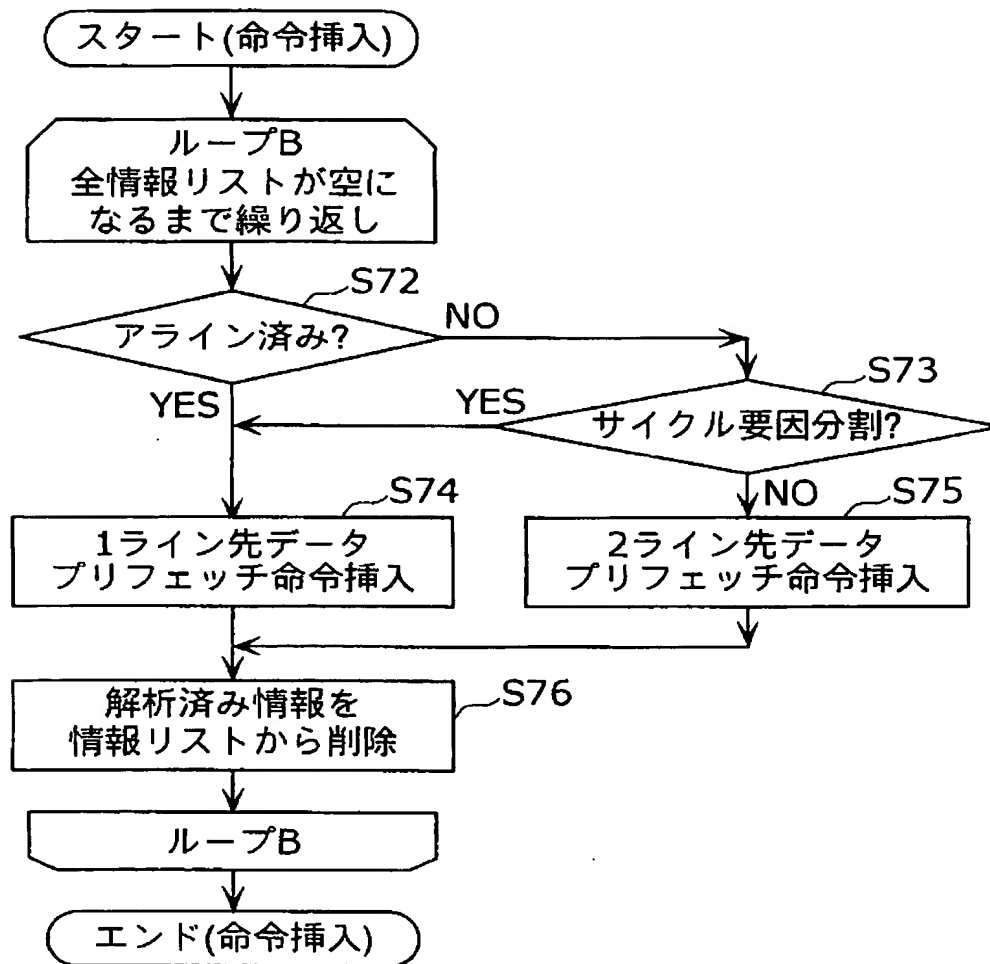 スタート(命令挿入)
ループB
全情報リストが空に
なるまで繰り返し
S72
アライン済み?
NO
YES
S73
サイクル要因分割?
YES
NO
S74
1ライン先データ
プリフェッチ命令挿入
S75
2ライン先データ
プリフェッチ命令挿入
S76
解析済み情報を
情報リストから削除
ループB
エンド(命令挿入)